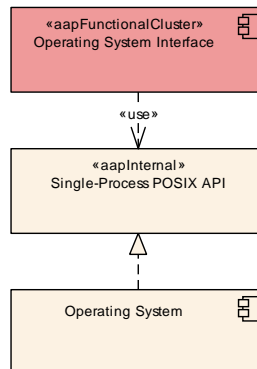 «aapFunctionalCluster»
Operating System Interface
«use»
«aapInternal»
Single-Process POSIX API
Operating System